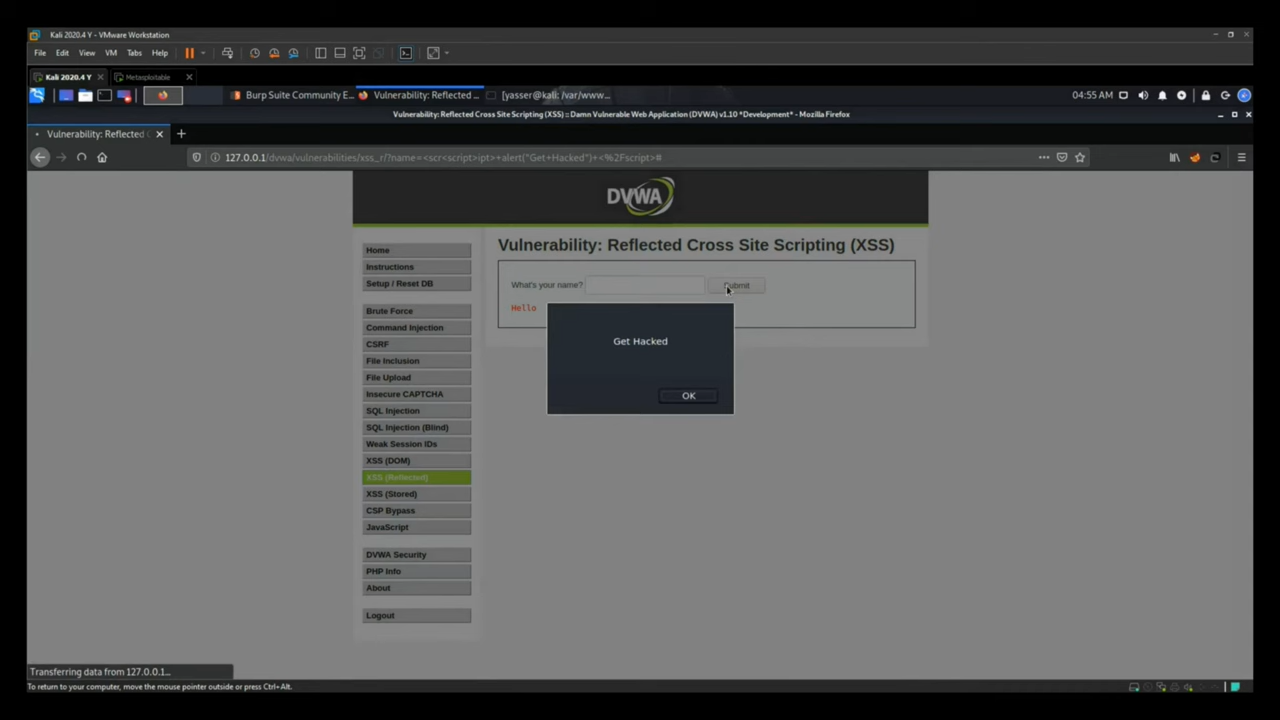 Kali 2020.4 Y - VMware Workstation
File Edit View VM Tabs Help
Kali 2020.4 Y Metasploitable
Burp Suite Community E... Vulnerability: Reflected ... [yasser@kali: /var/www... 04:55 AM
Vulnerability: Reflected Cross Site Scripting (XSS) :: Damn Vulnerable Web Application (DVWA) v1.10 *Development* - Mozilla Firefox
Vulnerability: Reflected C
127.0.0.1/dvwa/vulnerabilities/xss_r/?name=<scr<script>ipt>+alert("Get+Hacked")+<%2Fscript>#
DVWA
Vulnerability: Reflected Cross Site Scripting (XSS)
Home
Instructions
Setup / Reset DB
Brute Force
Command Injection
CSRF
File Inclusion
File Upload
Insecure CAPTCHA
SQL Injection
SQL Injection (Blind)
Weak Session IDs
XSS (DOM)
XSS (Reflected)
XSS (Stored)
CSP Bypass
JavaScript
DVWA Security
PHP Info
About
Logout
What's your name? Submit
Hello
Get Hacked
OK
Transferring data from 127.0.0.1...
To return to your computer, move the mouse pointer outside or press Ctrl+Alt.